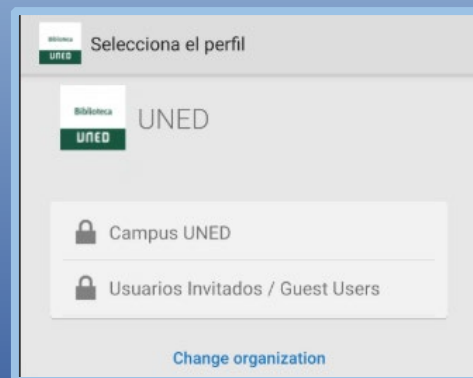 Biblioteca
UNED
Selecciona el perfil
Biblioteca
UNED
UNED
Campus UNED
Usuarios Invitados / Guest Users
Change organization